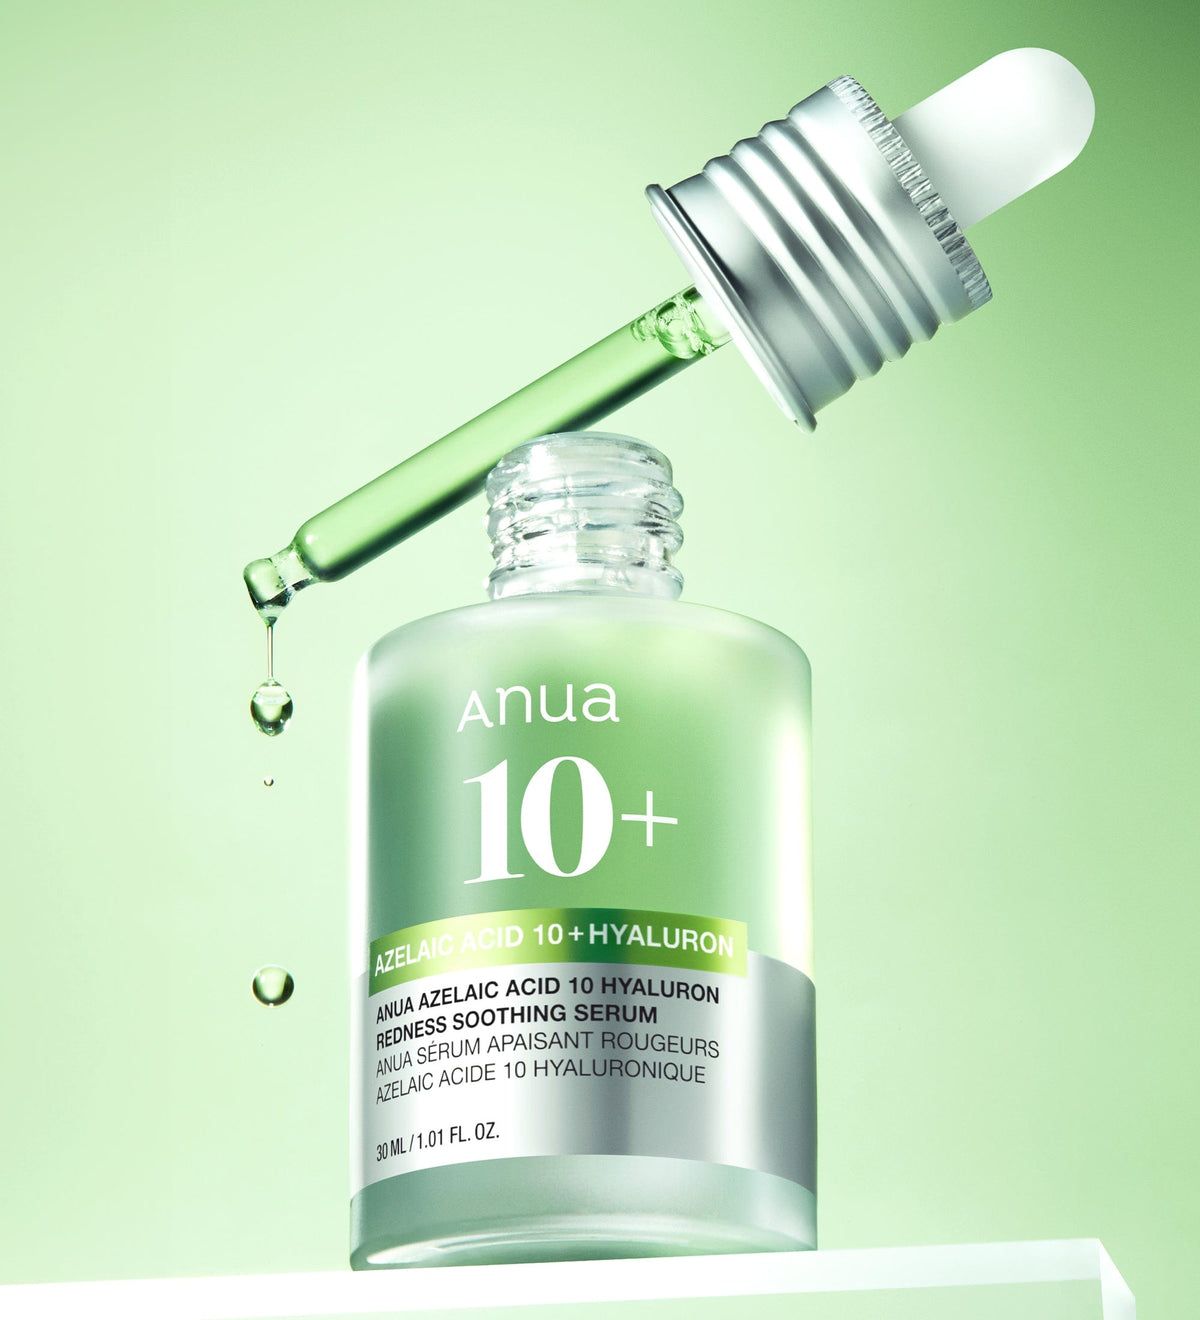 Anua
10+
AZELAIC ACID 10+HYALURON
ANUA AZELAIC ACID 10 HYALURON
REDNESS SOOTHING SERUM
ANUA SÉRUM APAISANT ROUGEURS
AZELAIC ACIDE 10 HYALURONIQUE
30 ML / 1.01 FL. OZ.